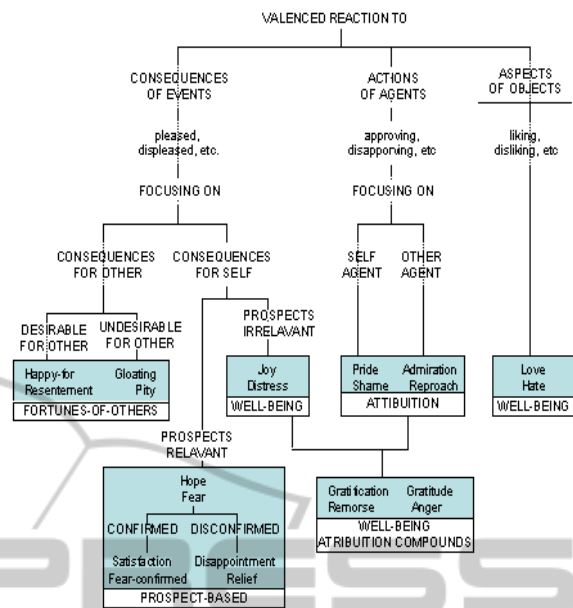 VALENCED REACTION TO
CONSEQUENCES
OF EVENTS
ACTIONS
OF AGENTS
ASPECTS
OF OBJECTS
pleased,
displeased, etc.
approving,
disapporving, etc
liking,
disliking, etc
FOCUSING ON
FOCUSING ON
CONSEQUENCES
FOR OTHER
CONSEQUENCES
FOR SELF
SELF
AGENT
OTHER
AGENT
DESIRABLE
FOR OTHER
UNDESIRABLE
FOR OTHER
PROSPECTS
IRRELAVANT
Happy-for
Resentement
Gloating
Pity
FORTUNES-OF-OTHERS
Joy
Distress
WELL-BEING
Pride
Shame
Admiration
Reproach
ATTIBUITION
Love
Hate
WELL-BEING
PROSPECTS
RELAVANT
Hope
Fear
CONFIRMED
DISCONFIRMED
Satisfaction
Fear-confirmed
Disappointment
Relief
PROSPECT-BASED
Gratification
Remorse
Gratitude
Anger
WELL-BEING
ATRIBUITION COMPOUNDS
PRESS